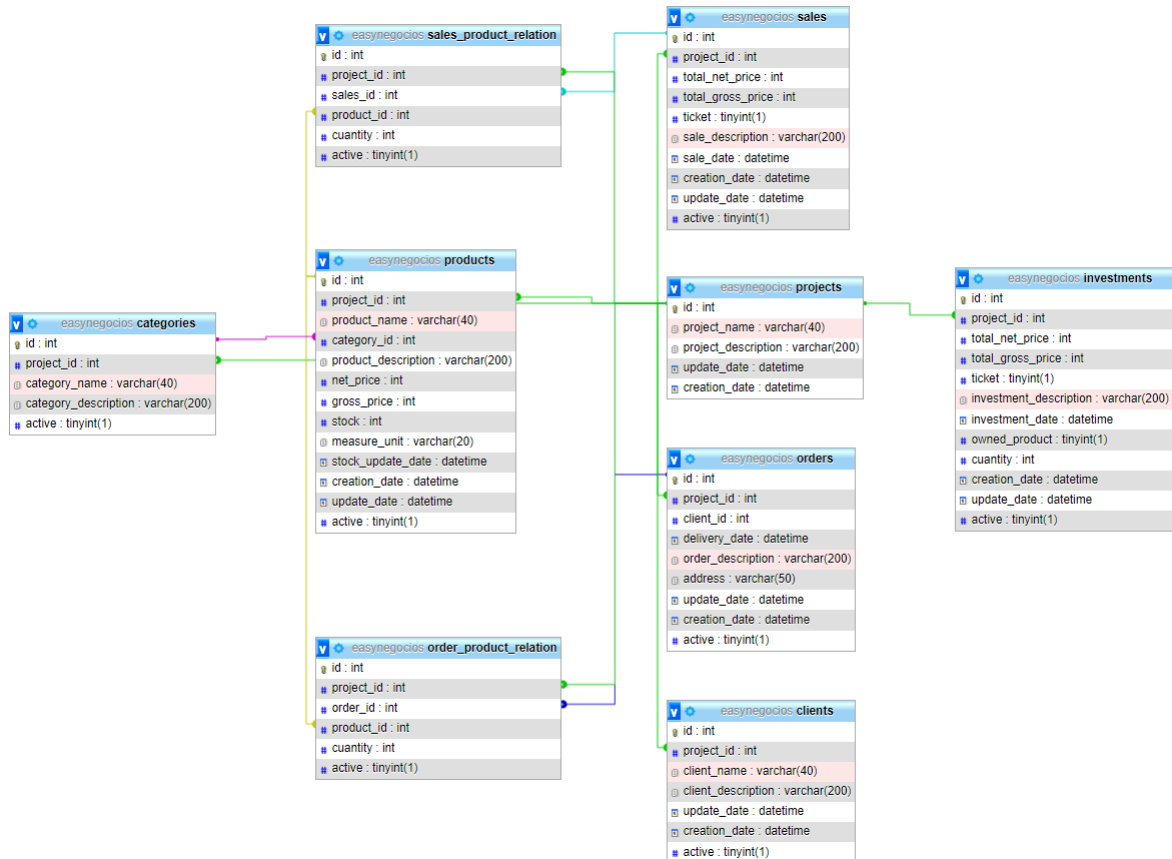 easynegocios sales_product_relation
id : int
project_id : int
sales_id : int
product_id : int
cuantity : int
active : tinyint(1)
easynegocios sales
id : int
project_id : int
total_net_price : int
total_gross_price : int
ticket : tinyint(1)
sale_description : varchar(200)
sale_date : datetime
creation_date : datetime
update_date : datetime
active : tinyint(1)
easynegocios products
id : int
project_id : int
product_name : varchar(40)
category_id : int
product_description : varchar(200)
net_price : int
gross_price : int
stock : int
measure_unit : varchar(20)
stock_update_date : datetime
creation_date : datetime
update_date : datetime
active : tinyint(1)
easynegocios projects
id : int
project_name : varchar(40)
project_description : varchar(200)
update_date : datetime
creation_date : datetime
easynegocios investments
id : int
project_id : int
total_net_price : int
total_gross_price : int
ticket : tinyint(1)
investment_description : varchar(200)
investment_date : datetime
owned_product : tinyint(1)
cuantity : int
creation_date : datetime
update_date : datetime
active : tinyint(1)
easynegocios categories
id : int
project_id : int
category_name : varchar(40)
category_description : varchar(200)
active : tinyint(1)
easynegocios orders
id : int
project_id : int
client_id : int
delivery_date : datetime
order_description : varchar(200)
address : varchar(50)
update_date : datetime
creation_date : datetime
active : tinyint(1)
easynegocios order_product_relation
id : int
project_id : int
order_id : int
product_id : int
cuantity : int
active : tinyint(1)
easynegocios clients
id : int
project_id : int
client_name : varchar(40)
client_description : varchar(200)
update_date : datetime
creation_date : datetime
active : tinyint(1)